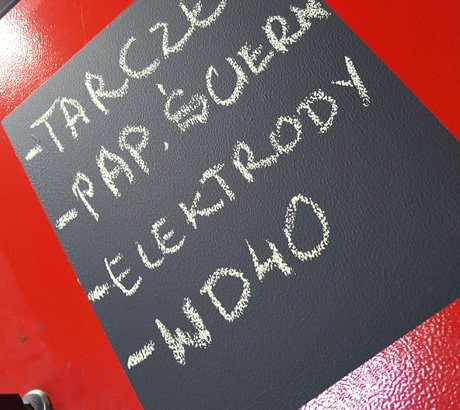 -TARCZE
-PAP. ŚCIERN
-ELEKTRODY
-WD40